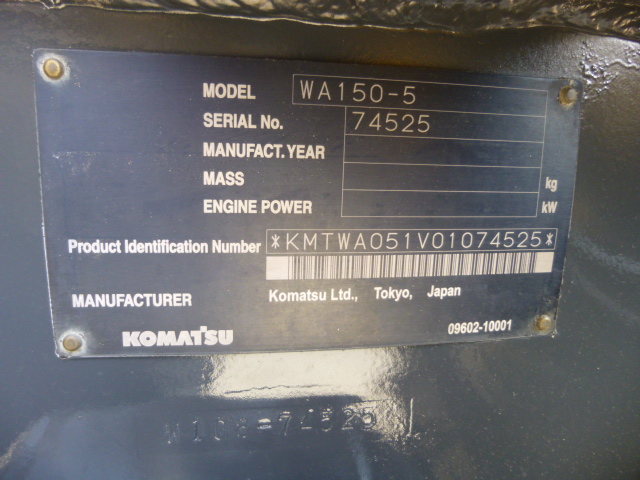 MODEL WA150-5
SERIAL No. 74525
MANUFACT.YEAR
MASS kg
ENGINE POWER kW
Product Identification Number *KMTWA051V01074525*
MANUFACTURER Komatsu Ltd., Tokyo, Japan
KOMATSU 09602-10001